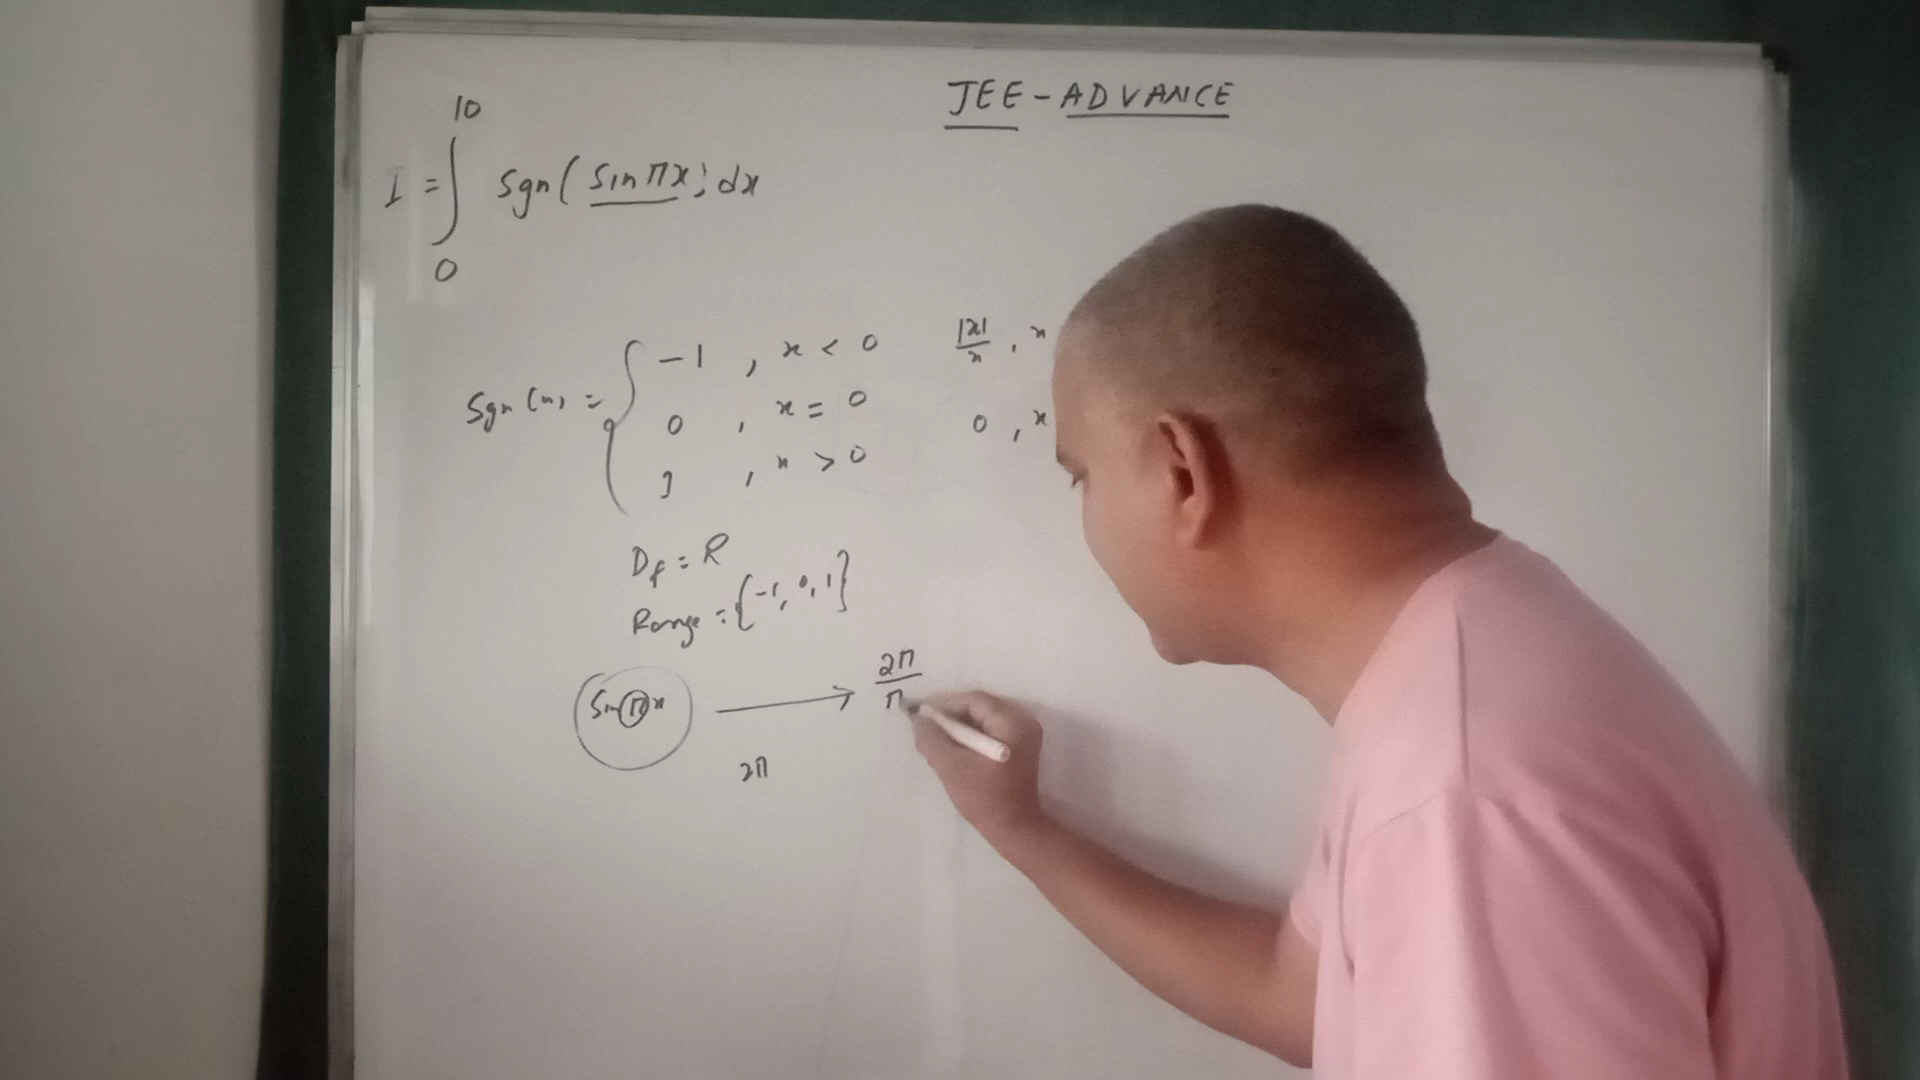 JEE-ADVANCE
10
I = ∫ Sgn( sin πx ) dx
0
Sgn (x) = { -1 , x < 0
0 , x = 0
1 , x > 0
|x|/x , x
0 , x
Df = R
Range = {-1, 0, 1}
Sin πx ⟶ 2π/π
2π